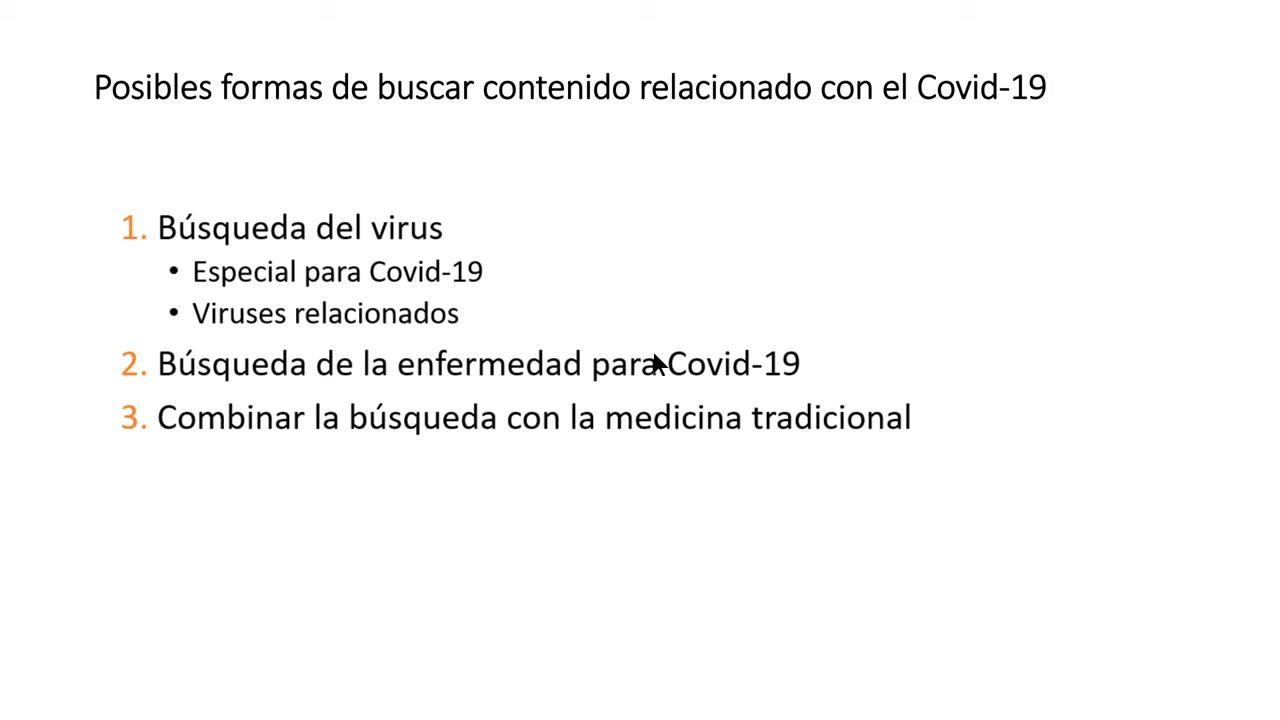 Posibles formas de buscar contenido relacionado con el Covid-19
1. Búsqueda del virus
• Especial para Covid-19
• Viruses relacionados
2. Búsqueda de la enfermedad para Covid-19
3. Combinar la búsqueda con la medicina tradicional